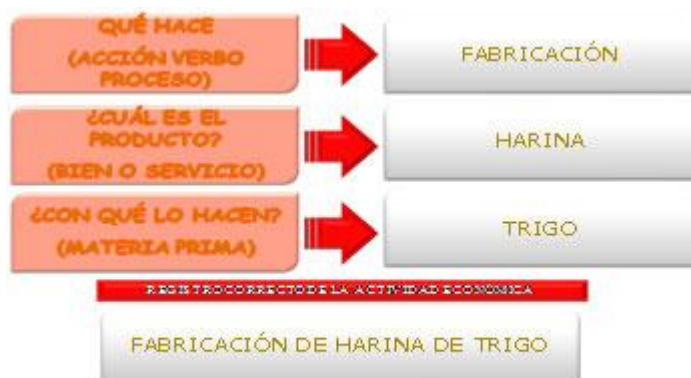 QUÉ HACE
(ACCIÓN VERBO
PROCESO)
FABRICACIÓN
¿CUÁL ES EL
PRODUCTO?
(BIEN O SERVICIO)
HARINA
¿CON QUÉ LO HACEN?
(MATERIA PRIMA)
TRIGO
REGISTRO CORRECTO DE LA ACTIVIDAD ECONÓMICA
FABRICACIÓN DE HARINA DE TRIGO